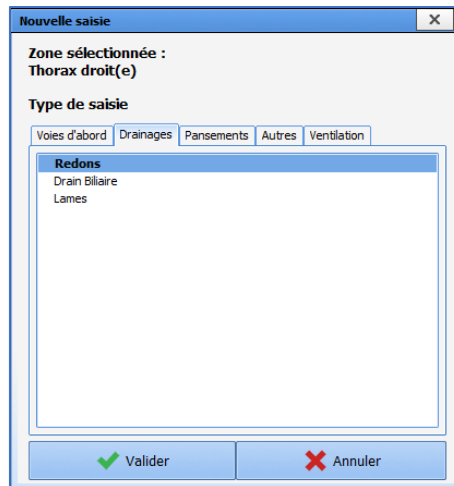 Nouvelle saisie
Zone sélectionnée :
Thorax droit(e)
Type de saisie
Voies d'abord Drainages Pansements Autres Ventilation
Redons
Drain Biliaire
Lames
Valider Annuler